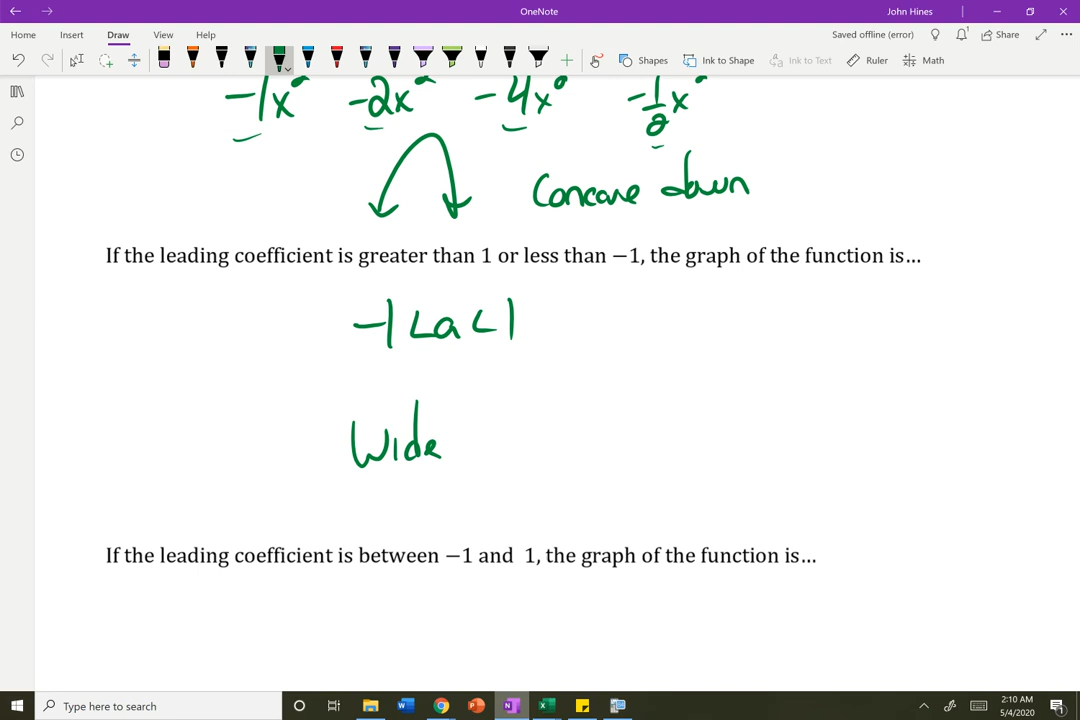 OneNote
John Hines
Home Insert Draw View Help
Saved offline (error)
Share
Shapes
Ink to Shape
Ink to Text
Ruler
Math
-1x² -2x² -4x² -1/2x²
Concave down
If the leading coefficient is greater than 1 or less than −1, the graph of the function is…
-1<a<1
Wide
If the leading coefficient is between −1 and 1, the graph of the function is…
Type here to search
2:10 AM
5/4/2020
1